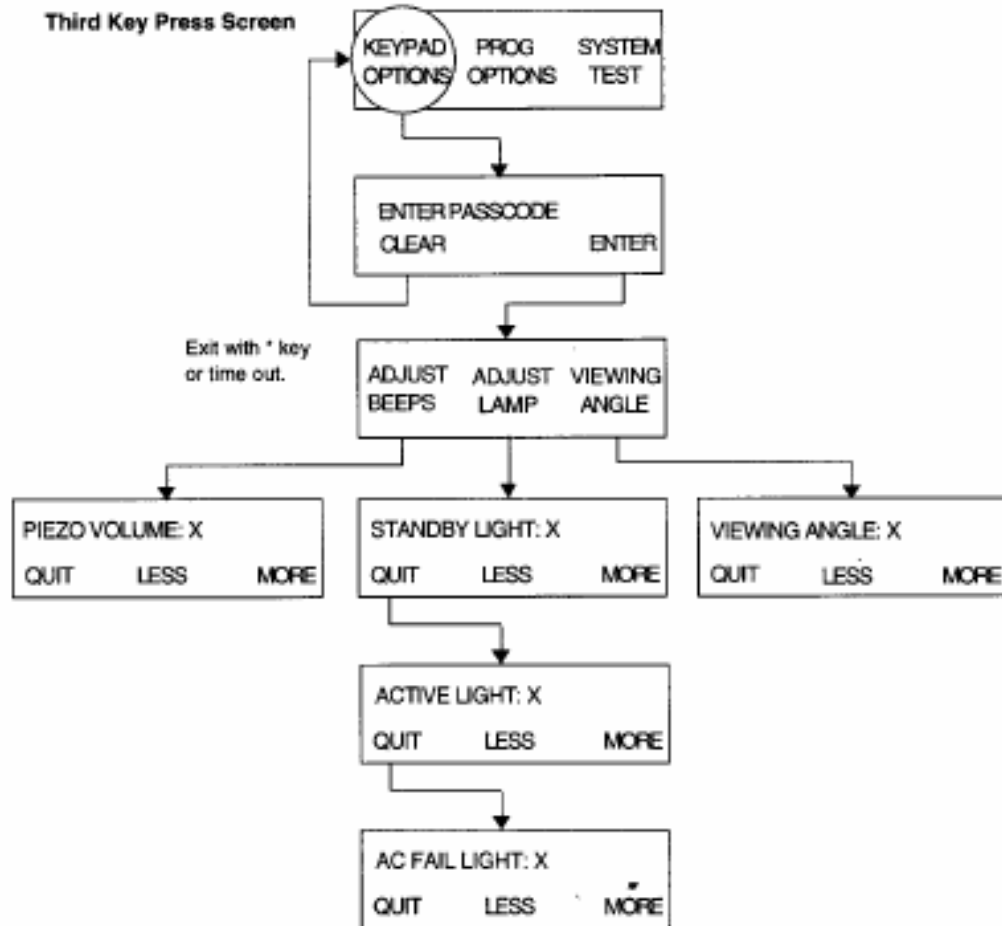 Third Key Press Screen
KEYPAD PROG SYSTEM
OPTIONS OPTIONS TEST
ENTER PASSCODE
CLEAR ENTER
Exit with * key
or time out.
ADJUST ADJUST VIEWING
BEEPS LAMP ANGLE
PIEZO VOLUME: X
QUIT LESS MORE
STANDBY LIGHT: X
QUIT LESS MORE
VIEWING ANGLE: X
QUIT LESS MORE
ACTIVE LIGHT: X
QUIT LESS MORE
AC FAIL LIGHT: X
QUIT LESS MORE